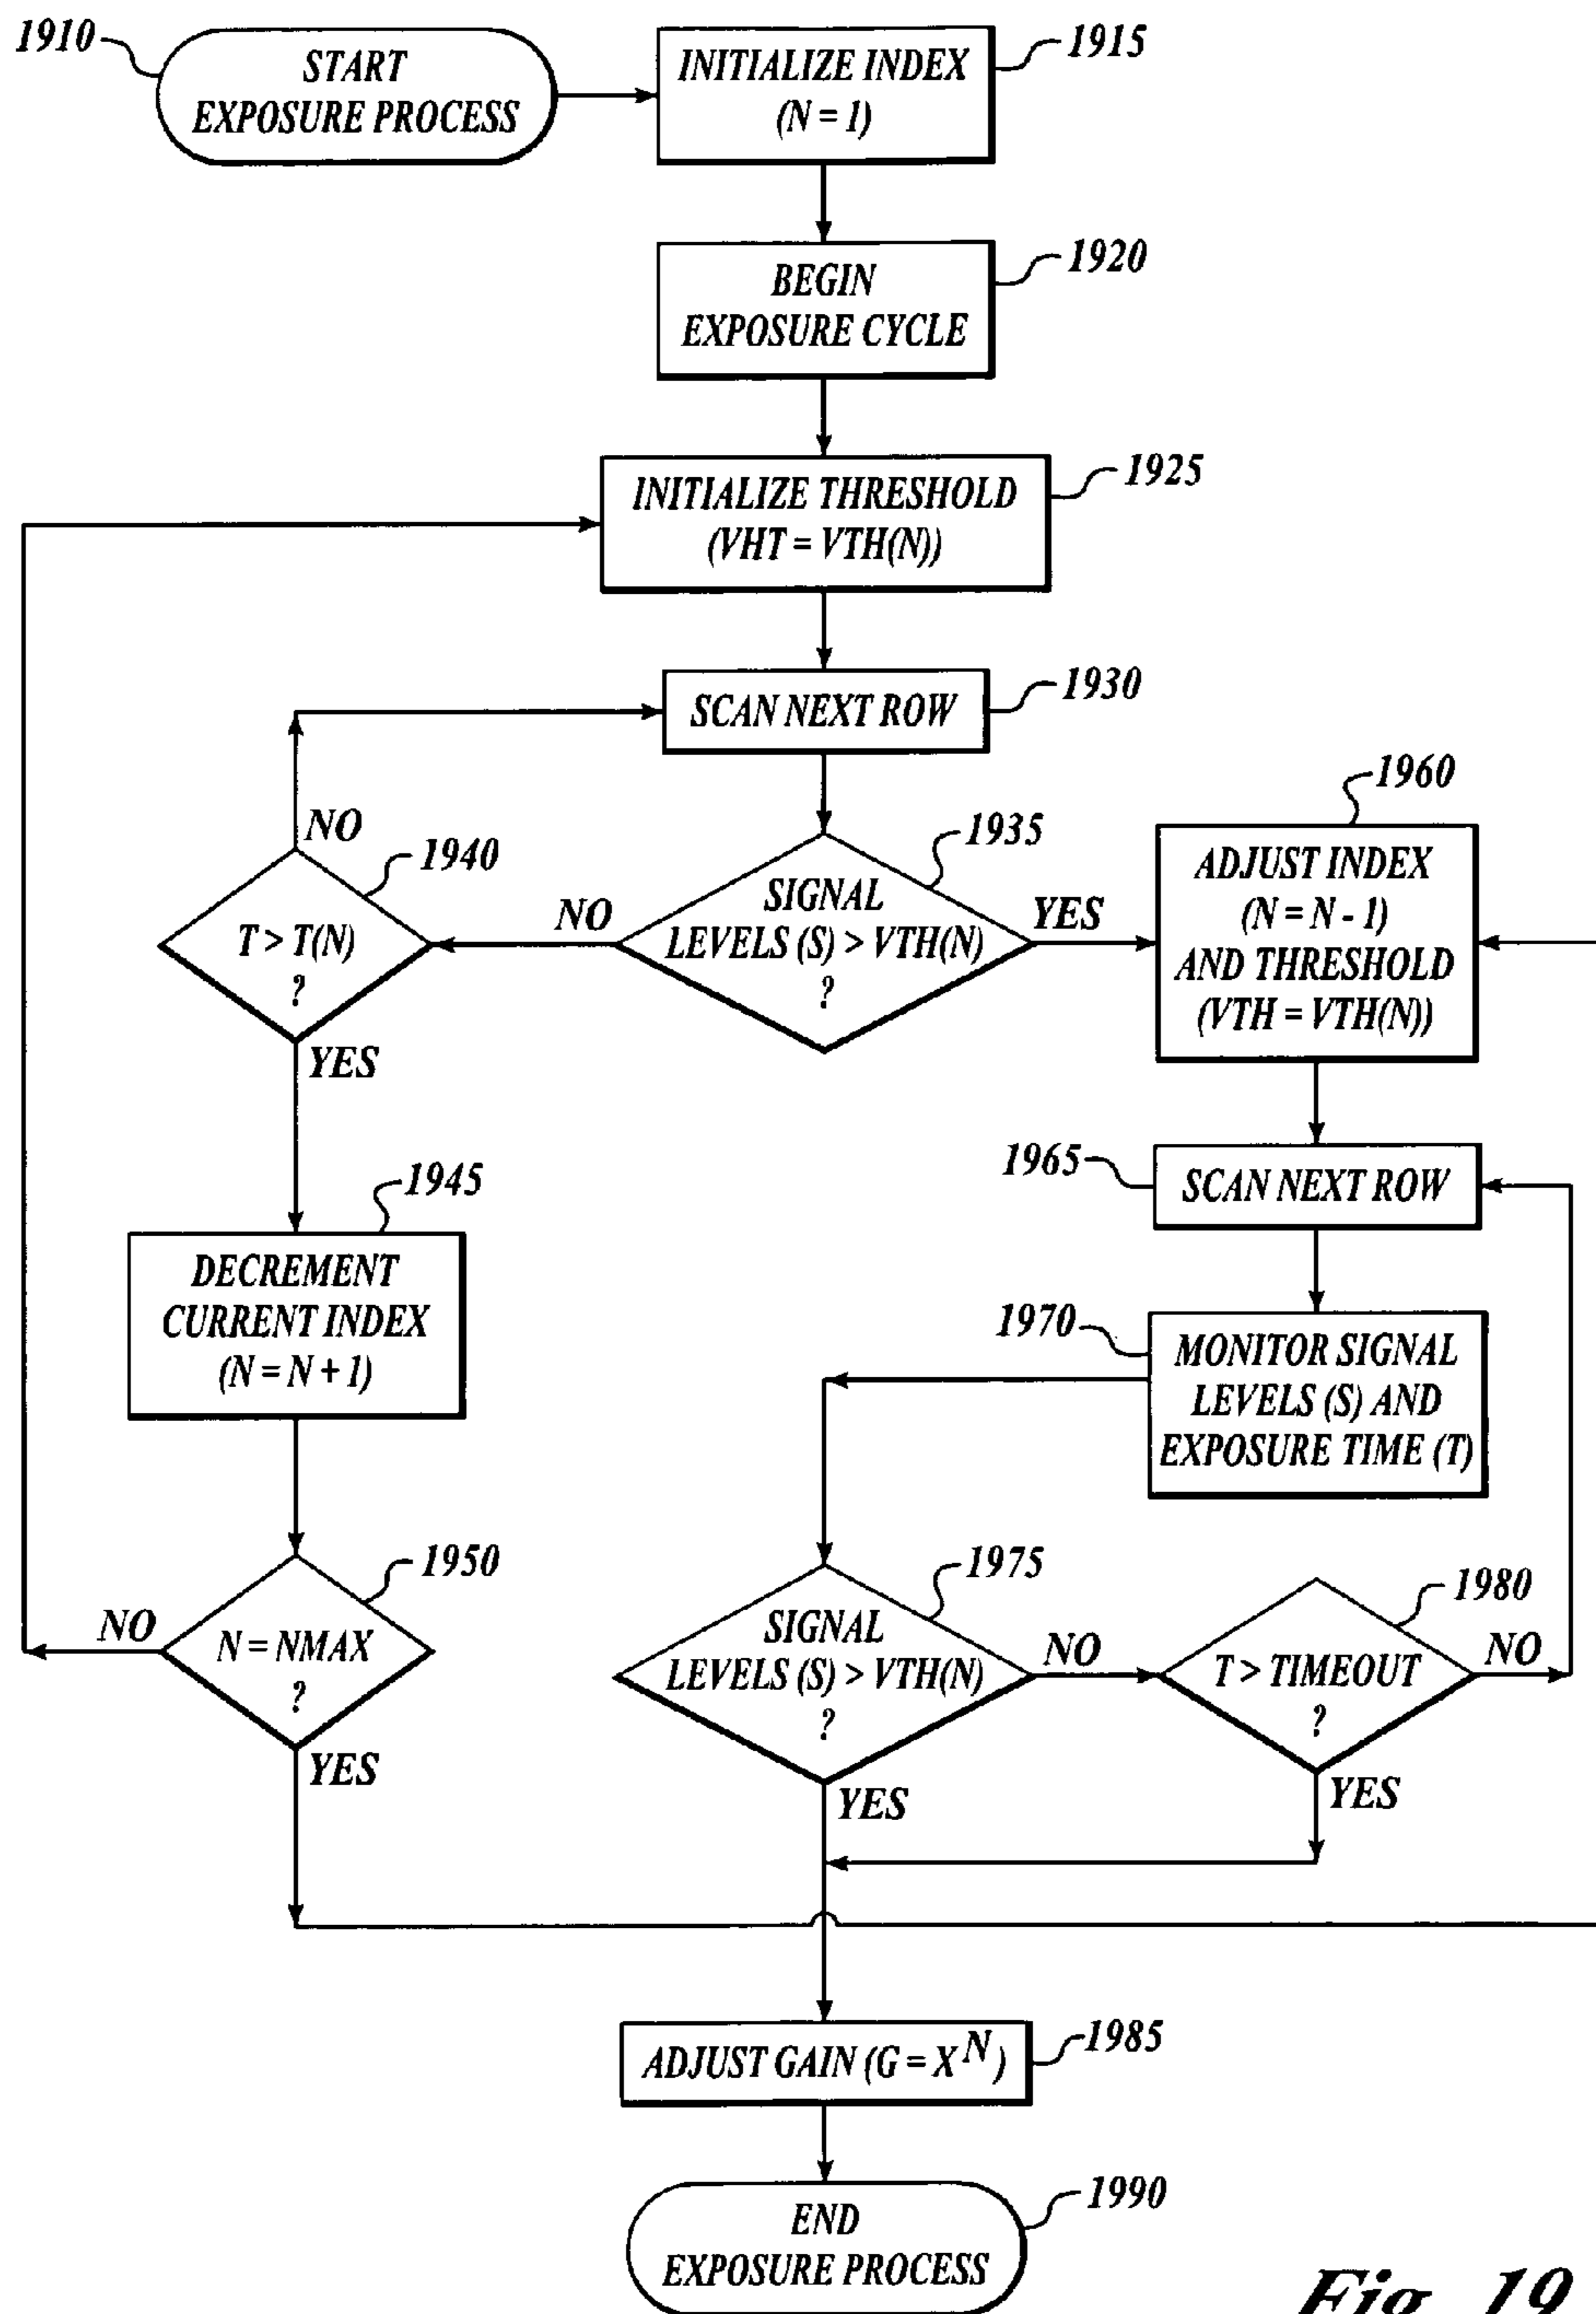 1910
START
EXPOSURE PROCESS
INITIALIZE INDEX
(N = 1)
1915
BEGIN
EXPOSURE CYCLE
1920
INITIALIZE THRESHOLD
(VHT = VTH(N))
1925
SCAN NEXT ROW
1930
SIGNAL
LEVELS (S) > VTH(N)
?
1935
NO
YES
T > T(N)
?
1940
NO
YES
DECREMENT
CURRENT INDEX
(N = N + 1)
1945
N = NMAX
?
1950
NO
YES
1960
ADJUST INDEX
(N = N - 1)
AND THRESHOLD
(VTH = VTH(N))
1965
SCAN NEXT ROW
1970
MONITOR SIGNAL
LEVELS (S) AND
EXPOSURE TIME (T)
SIGNAL
LEVELS (S) > VTH(N)
?
1975
NO
YES
T > TIMEOUT
?
1980
NO
YES
ADJUST GAIN (G = X^N)
1985
END
EXPOSURE PROCESS
1990
Fig. 19